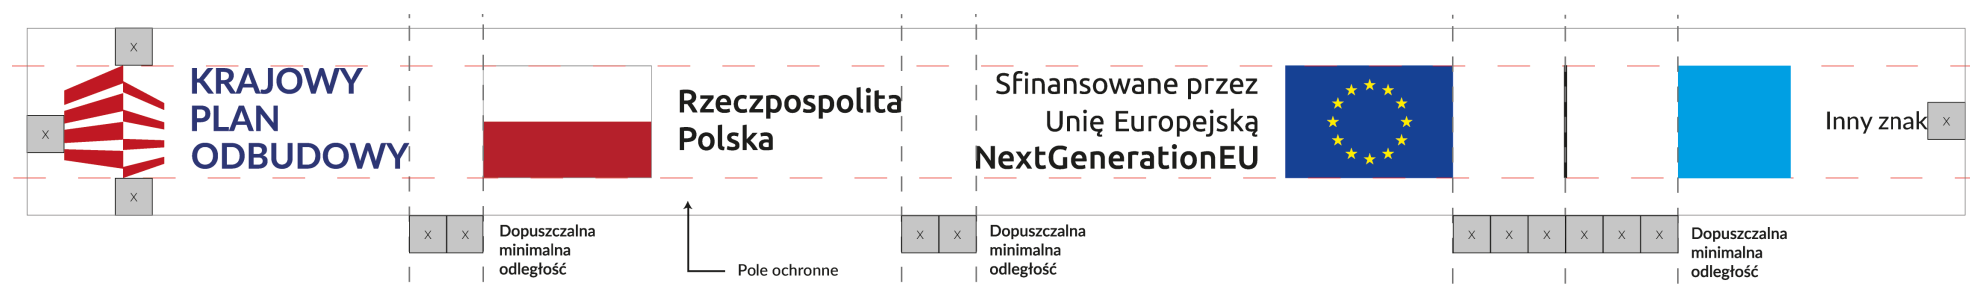 X
X
X
KRAJOWY
PLAN
ODBUDOWY
Rzeczpospolita
Polska
Sfinansowane przez
Unię Europejską
NextGenerationEU
Inny znak
X
X X
Dopuszczalna
minimalna
odległość
Pole ochronne
X X
Dopuszczalna
minimalna
odległość
X X X X X X
Dopuszczalna
minimalna
odległość